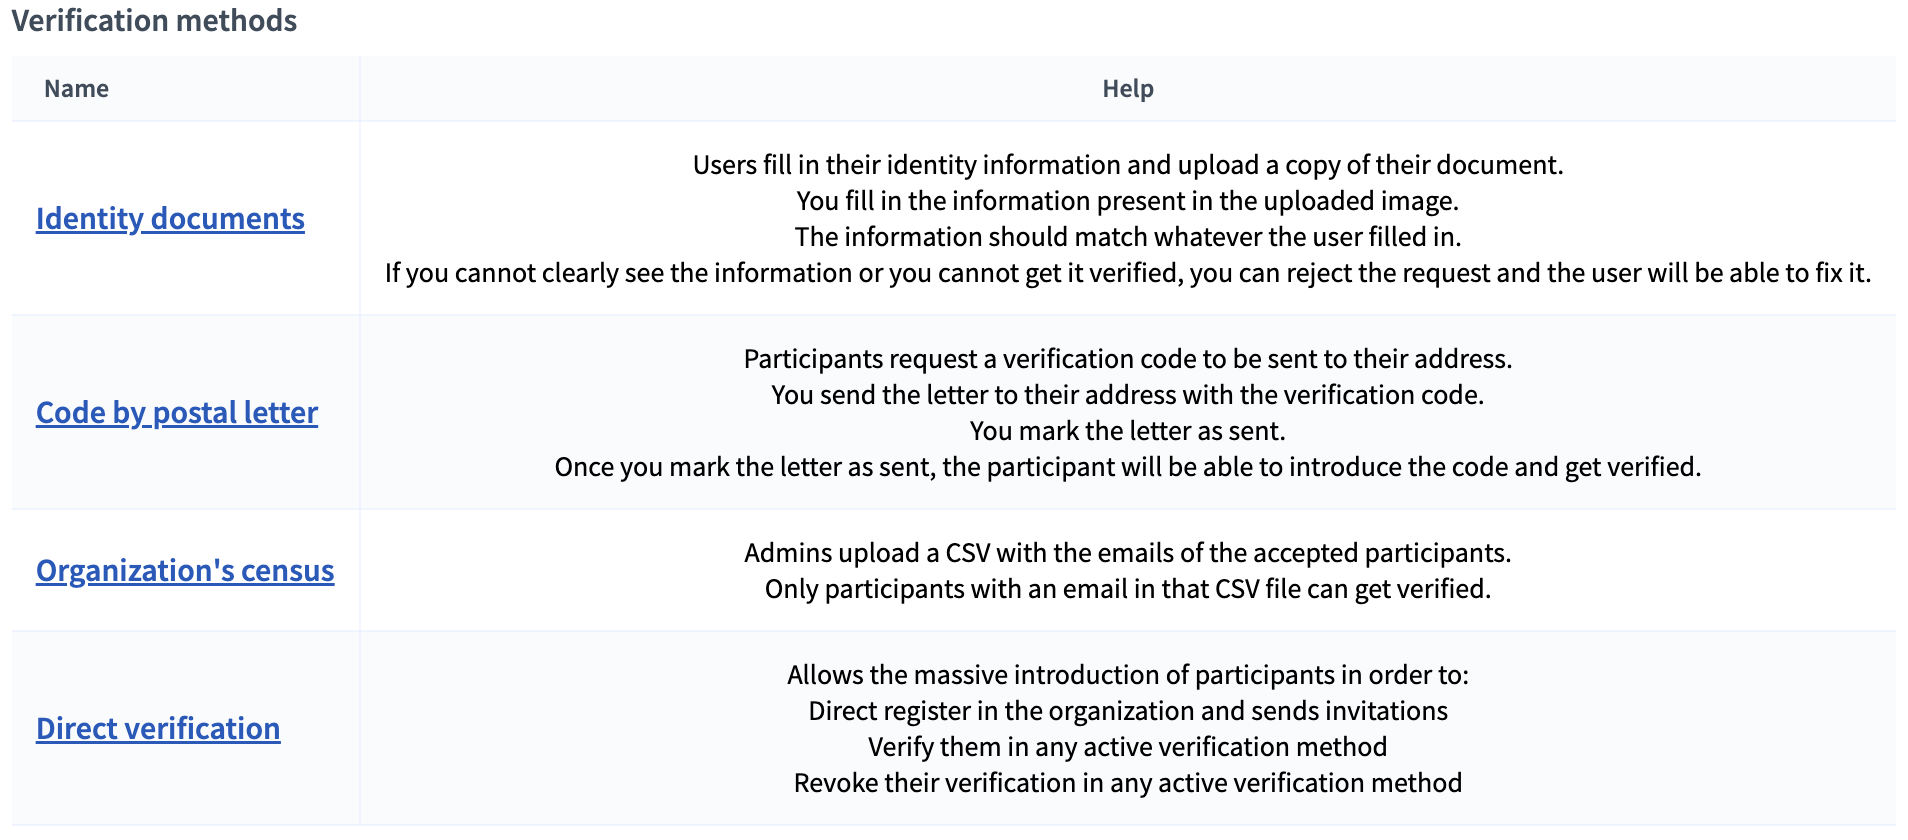 Verification methods
Name
Help
Identity documents
Users fill in their identity information and upload a copy of their document.
You fill in the information present in the uploaded image.
The information should match whatever the user filled in.
If you cannot clearly see the information or you cannot get it verified, you can reject the request and the user will be able to fix it.
Code by postal letter
Participants request a verification code to be sent to their address.
You send the letter to their address with the verification code.
You mark the letter as sent.
Once you mark the letter as sent, the participant will be able to introduce the code and get verified.
Organization's census
Admins upload a CSV with the emails of the accepted participants.
Only participants with an email in that CSV file can get verified.
Direct verification
Allows the massive introduction of participants in order to:
Direct register in the organization and sends invitations
Verify them in any active verification method
Revoke their verification in any active verification method